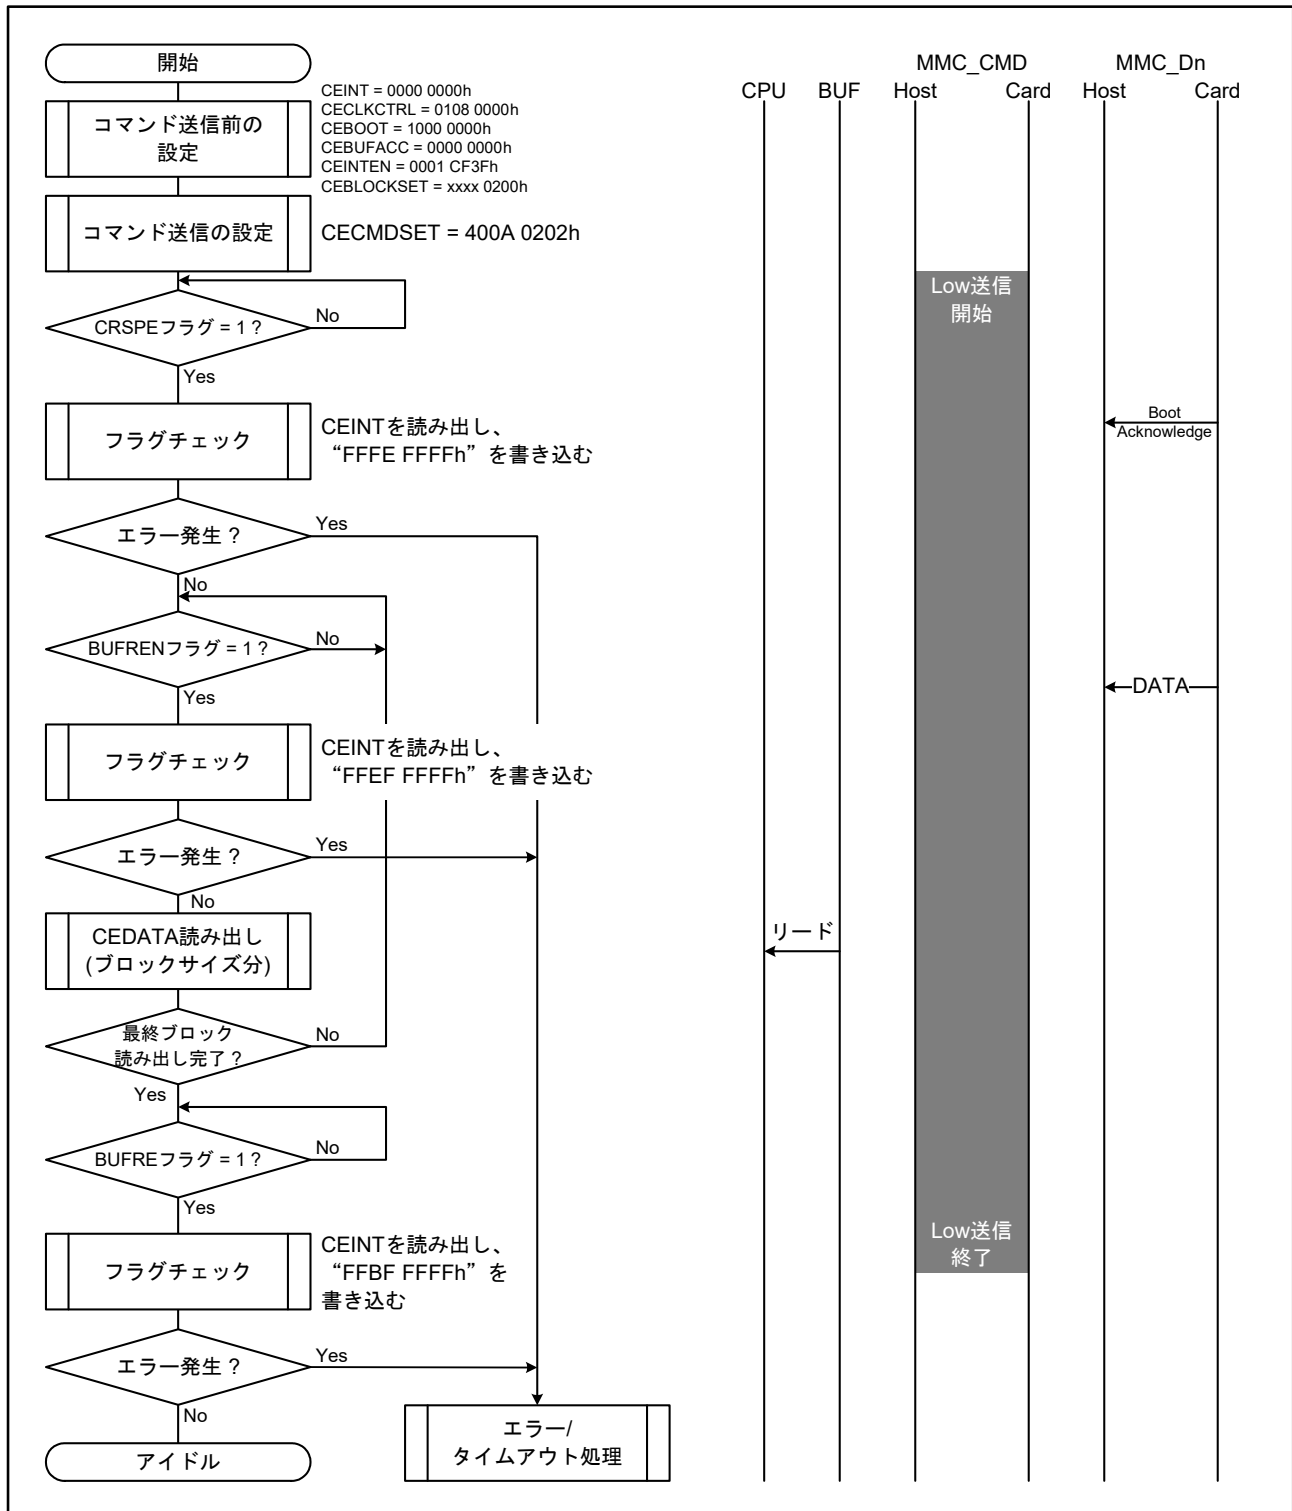 開始
コマンド送信前の
設定
CEINT = 0000 0000h
CECLKCTRL = 0108 0000h
CEBOOT = 1000 0000h
CEBUFACC = 0000 0000h
CEINTEN = 0001 CF3Fh
CEBLOCKSET = xxxx 0200h
コマンド送信の設定
CECMDSET = 400A 0202h
CRSPEフラグ = 1 ?
No
Yes
フラグチェック
CEINTを読み出し、
“FFFE FFFFh”を書き込む
エラー発生 ?
Yes
No
BUFRENフラグ = 1 ?
No
Yes
フラグチェック
CEINTを読み出し、
“FFEF FFFFh”を書き込む
エラー発生 ?
Yes
No
CEDATA読み出し
(ブロックサイズ分)
最終ブロック
読み出し完了 ?
No
Yes
BUFREフラグ = 1 ?
No
Yes
フラグチェック
CEINTを読み出し、
“FFBF FFFFh”を
書き込む
エラー発生 ?
Yes
No
アイドル
エラー/
タイムアウト処理
MMC_CMD
MMC_Dn
CPU
BUF
Host
Card
Host
Card
Low送信
開始
Boot
Acknowledge
DATA
リード
Low送信
終了